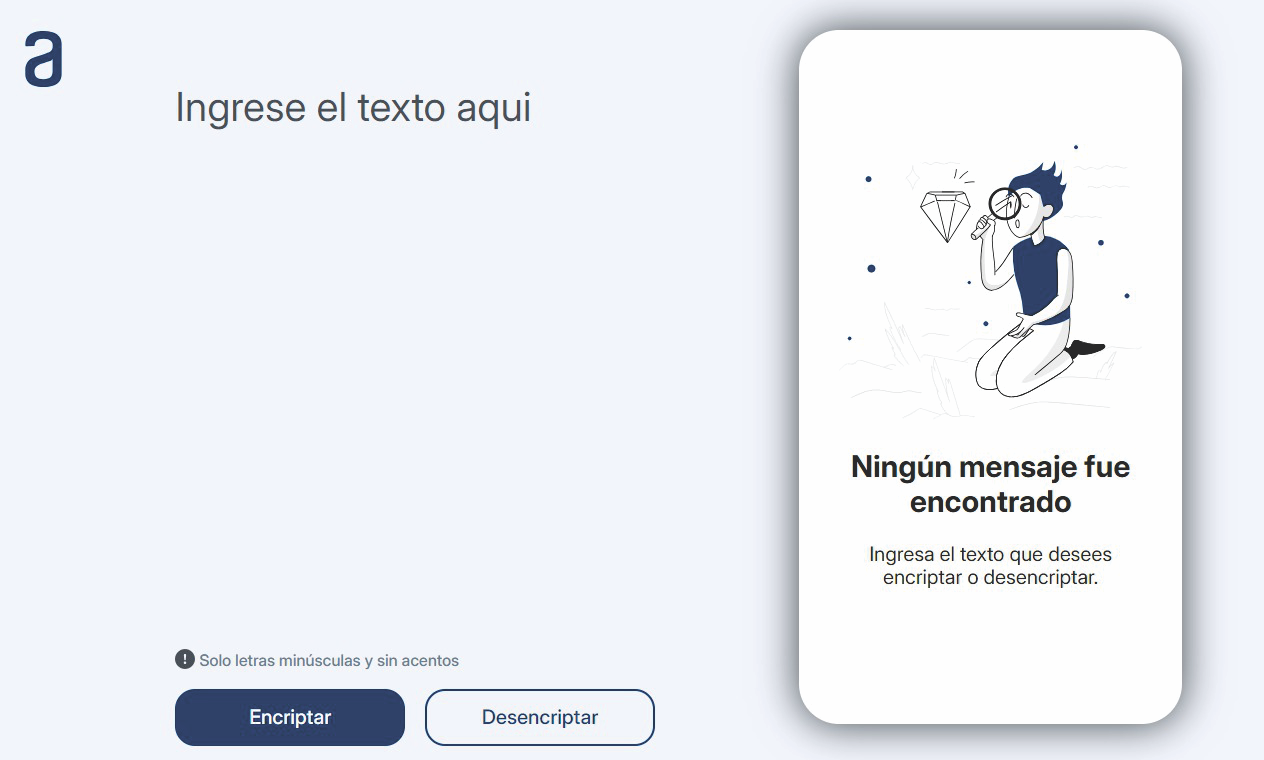 a
Ingrese el texto aqui
Ningún mensaje fue
encontrado
Ingresa el texto que desees
encriptar o desencriptar.
! Solo letras minúsculas y sin acentos
Encriptar
Desencriptar